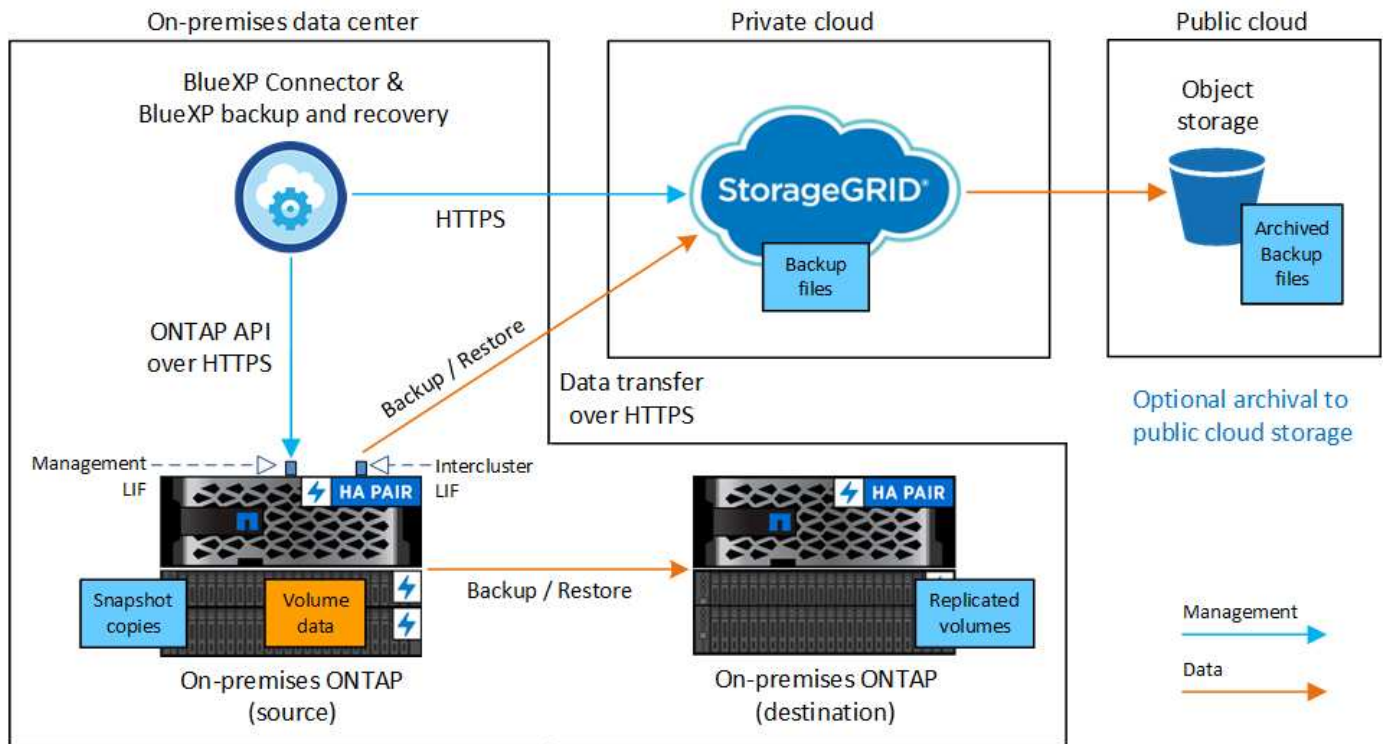 On-premises data center
Private cloud
Public cloud
BlueXP Connector &
BlueXP backup and recovery
Object
storage
StorageGRID®
HTTPS
Backup
files
Archived
Backup
files
ONTAP API
over HTTPS
Backup / Restore
Data transfer
over HTTPS
Optional archival to
public cloud storage
Management
LIF
Intercluster
LIF
HA PAIR
HA PAIR
Snapshot
copies
Volume
data
Backup / Restore
Replicated
volumes
Management
Data
On-premises ONTAP
(source)
On-premises ONTAP
(destination)